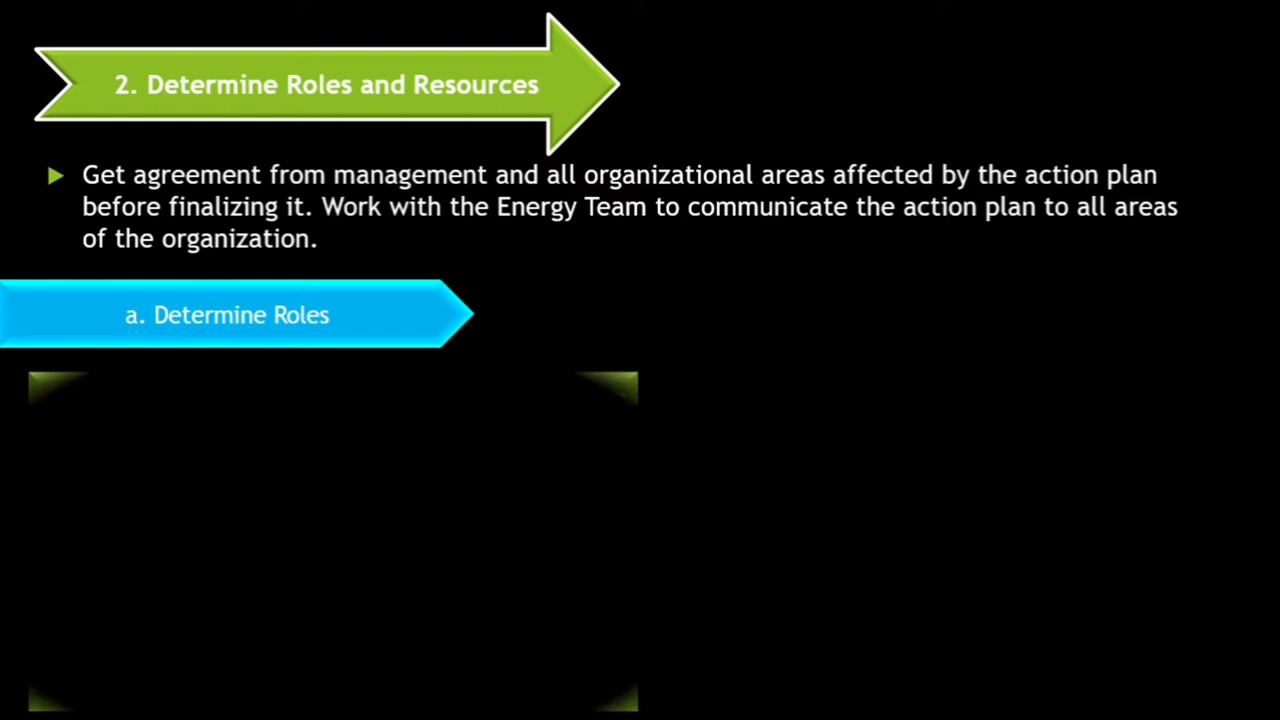 2. Determine Roles and Resources
Get agreement from management and all organizational areas affected by the action plan
before finalizing it. Work with the Energy Team to communicate the action plan to all areas
of the organization.
a. Determine Roles